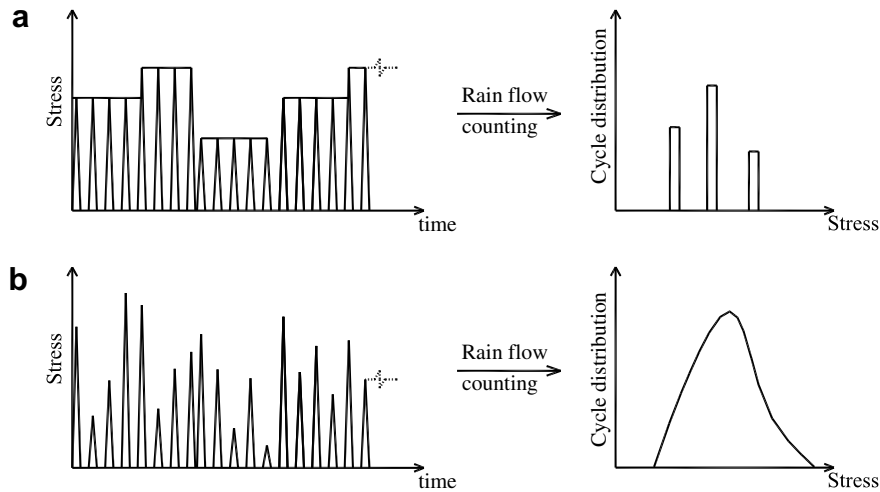 a
Stress
time
Rain flow
counting
Cycle distribution
Stress
b
Stress
time
Rain flow
counting
Cycle distribution
Stress